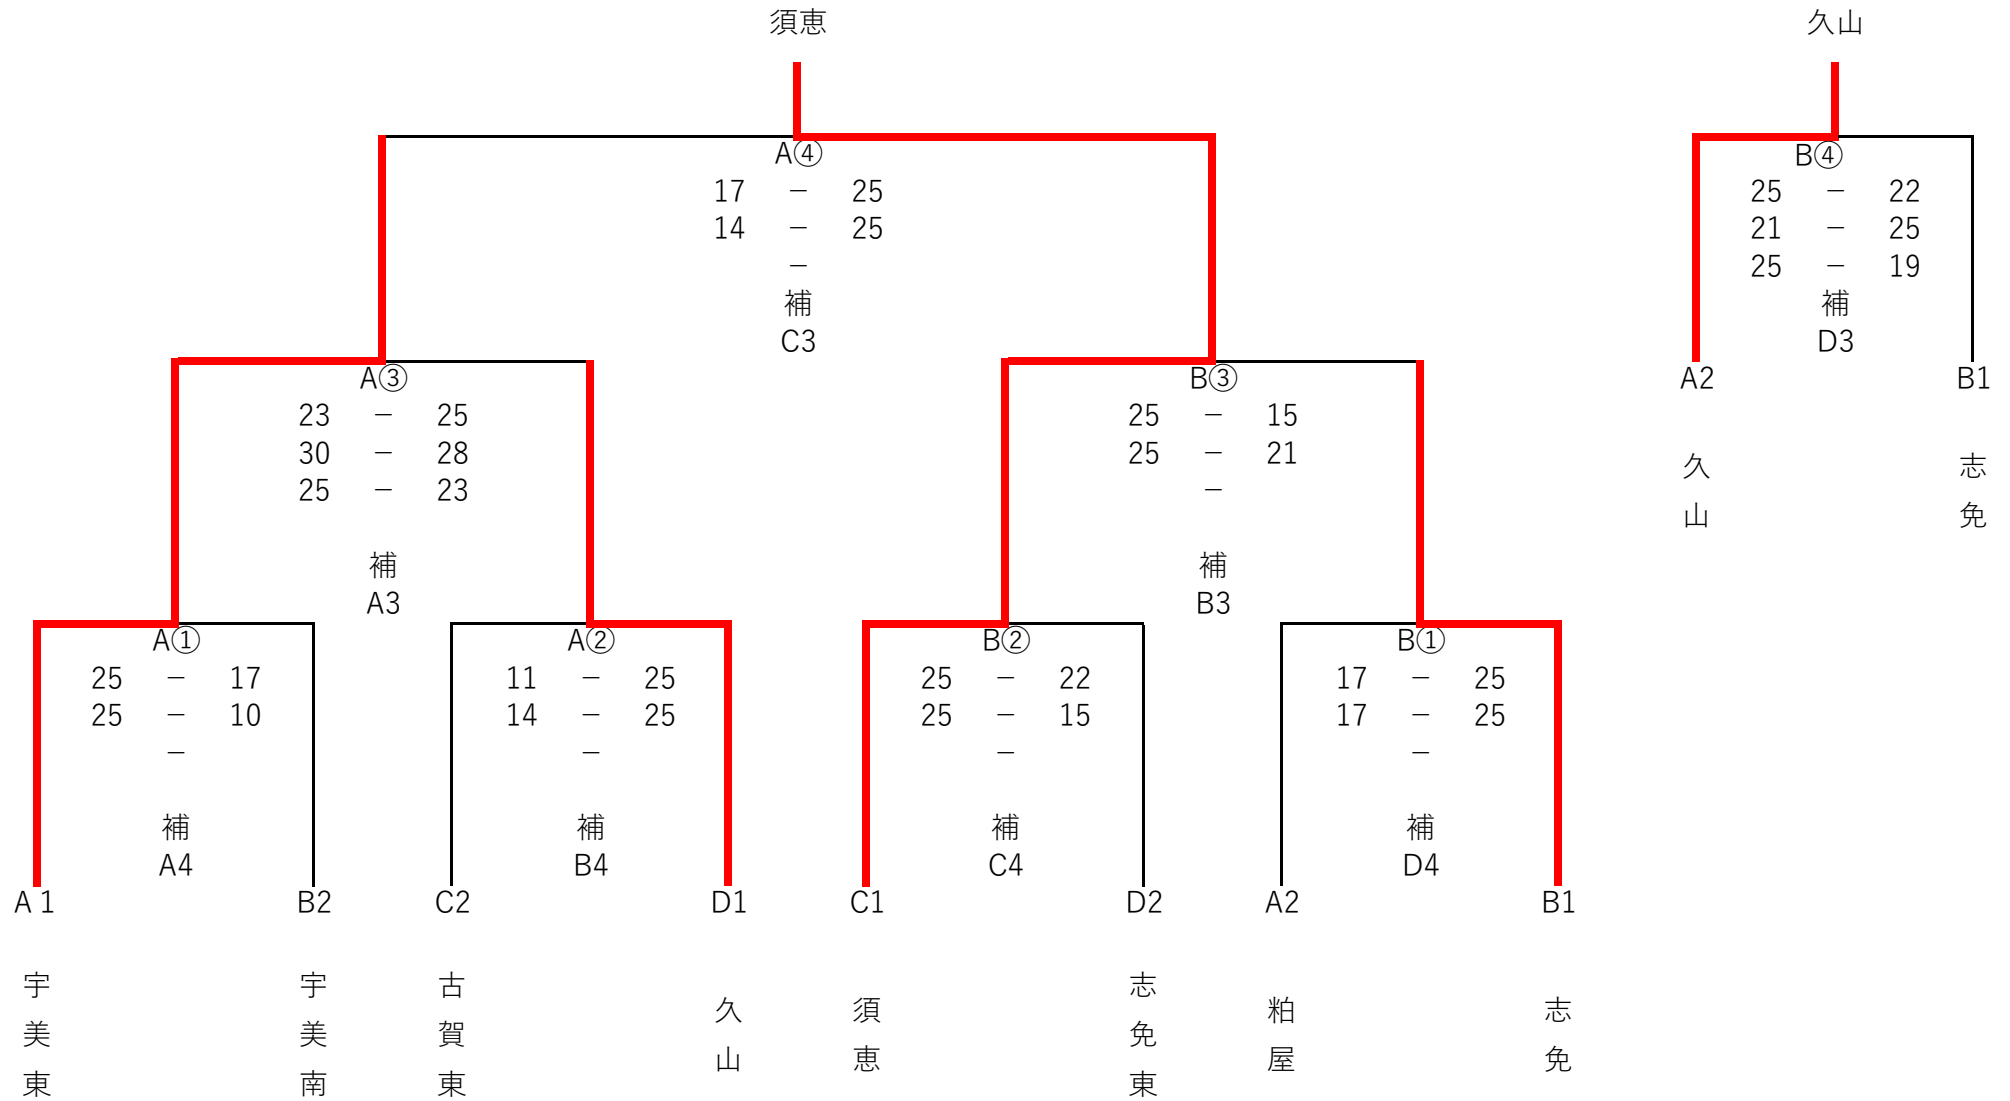 須恵 久山
A④ B④
17 － 25 25 － 22
14 － 25 21 － 25
－ 25 － 19
補 補
C3 D3
A③ B③ A2 B1
23 － 25 25 － 15
30 － 28 25 － 21
25 － 23 －
久山 志免
補 補
A3 B3
A① A② B② B①
25 － 17 11 － 25 25 － 22 17 － 25
25 － 10 14 － 25 25 － 15 17 － 25
－ － － －
補 補 補 補
A4 B4 C4 D4
A 1 B2 C2 D1 C1 D2 A2 B1
宇美東 宇美南 古賀東 久山 須恵 志免東 粕屋 志免